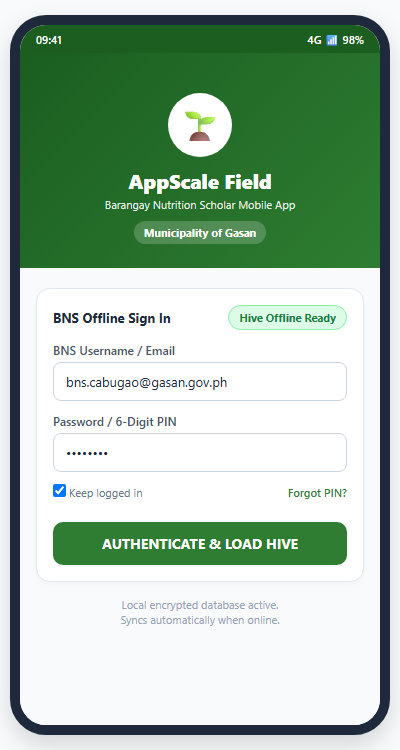 09:41 4G 98%
AppScale Field
Barangay Nutrition Scholar Mobile App
Municipality of Gasan
BNS Offline Sign In Hive Offline Ready
BNS Username / Email
bns.cabugao@gasan.gov.ph
Password / 6-Digit PIN
••••••••
Keep logged in Forgot PIN?
AUTHENTICATE & LOAD HIVE
Local encrypted database active.
Syncs automatically when online.